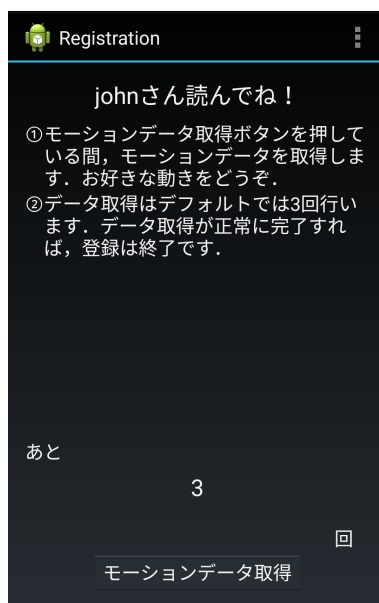 Registration
johnさん読んでね！
①モーションデータ取得ボタンを押して
いる間，モーションデータを取得しま
す．お好きな動きをどうぞ．
②データ取得はデフォルトでは3回行い
ます．データ取得が正常に完了すれ
ば，登録は終了です．
あと
3
回
モーションデータ取得